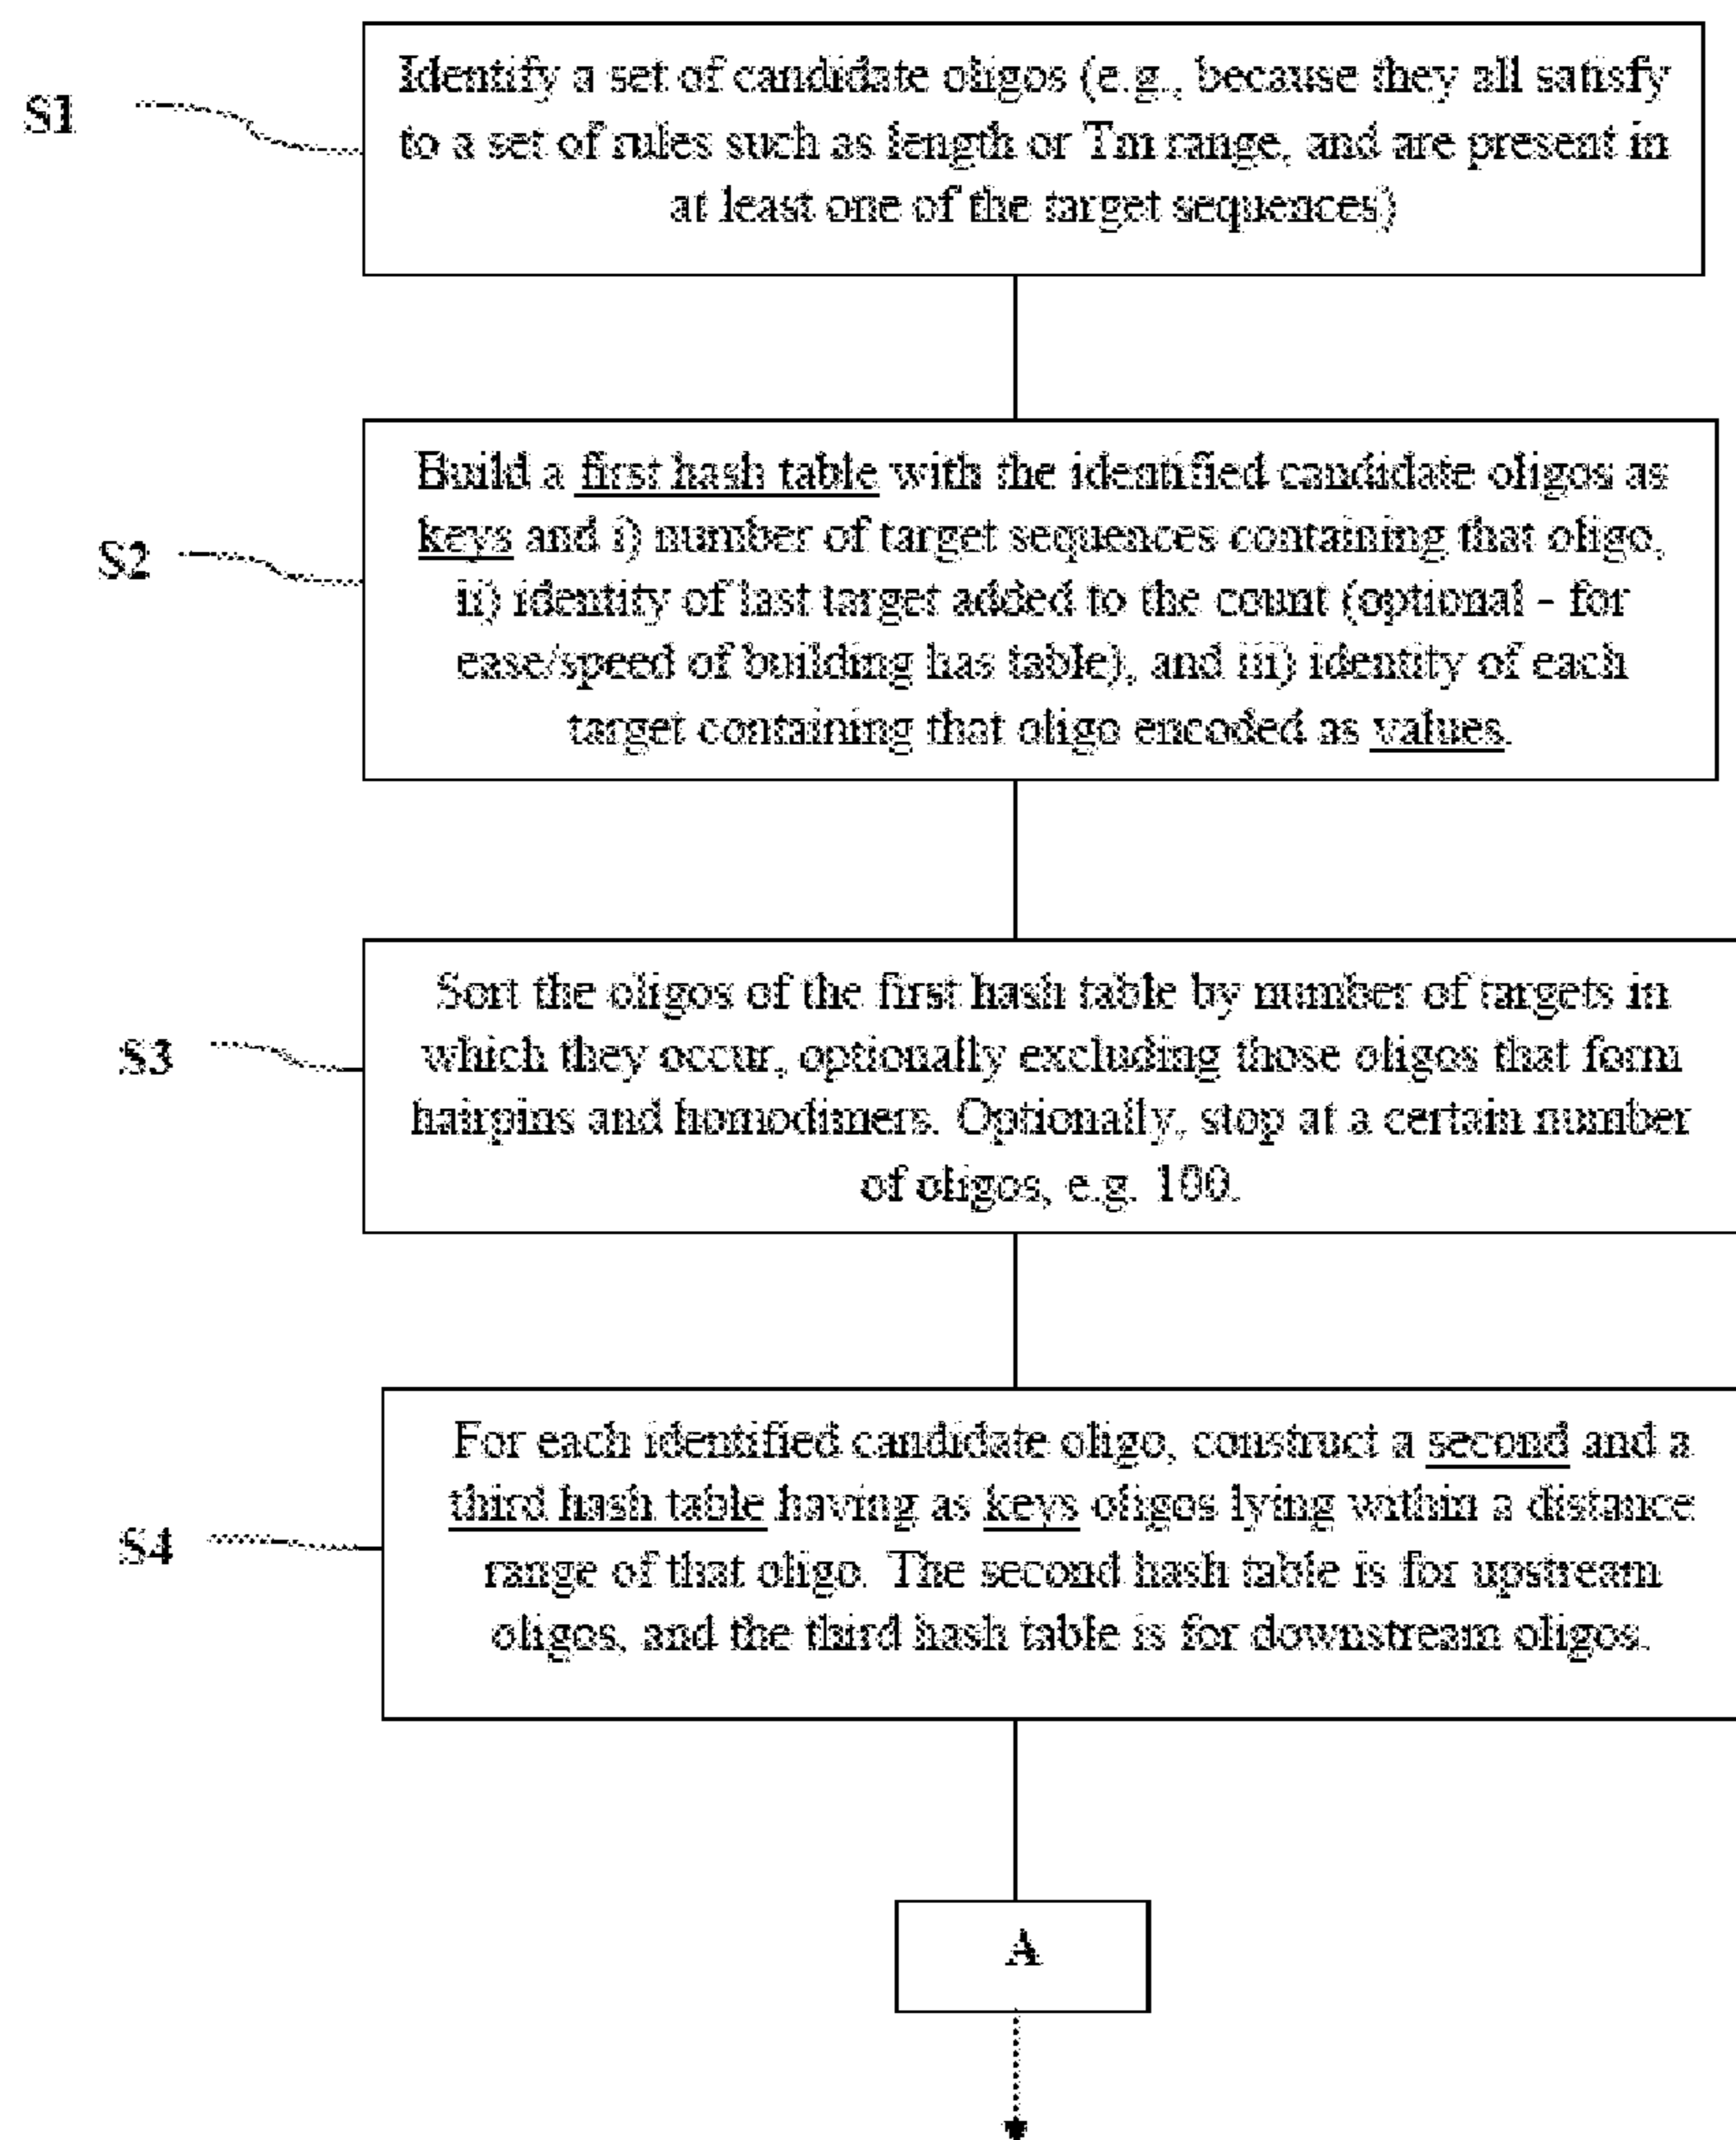 S1
Identify a set of candidate oligos (e.g., because they all satisfy
to a set of rules such as length or Tm range, and are present in
at least one of the target sequences)
S2
Build a first hash table with the identified candidate oligos as
keys and i) number of target sequences containing that oligo,
ii) identity of last target added to the count (optional - for
ease/speed of building has table), and iii) identity of each
target containing that oligo encoded as values.
S3
Sort the oligos of the first hash table by number of targets in
which they occur, optionally excluding those oligos that form
hairpins and homodimers. Optionally, stop at a certain number
of oligos, e.g. 100.
S4
For each identified candidate oligo, construct a second and a
third hash table having as keys oligos lying within a distance
range of that oligo. The second hash table is for upstream
oligos, and the third hash table is for downstream oligos.
A